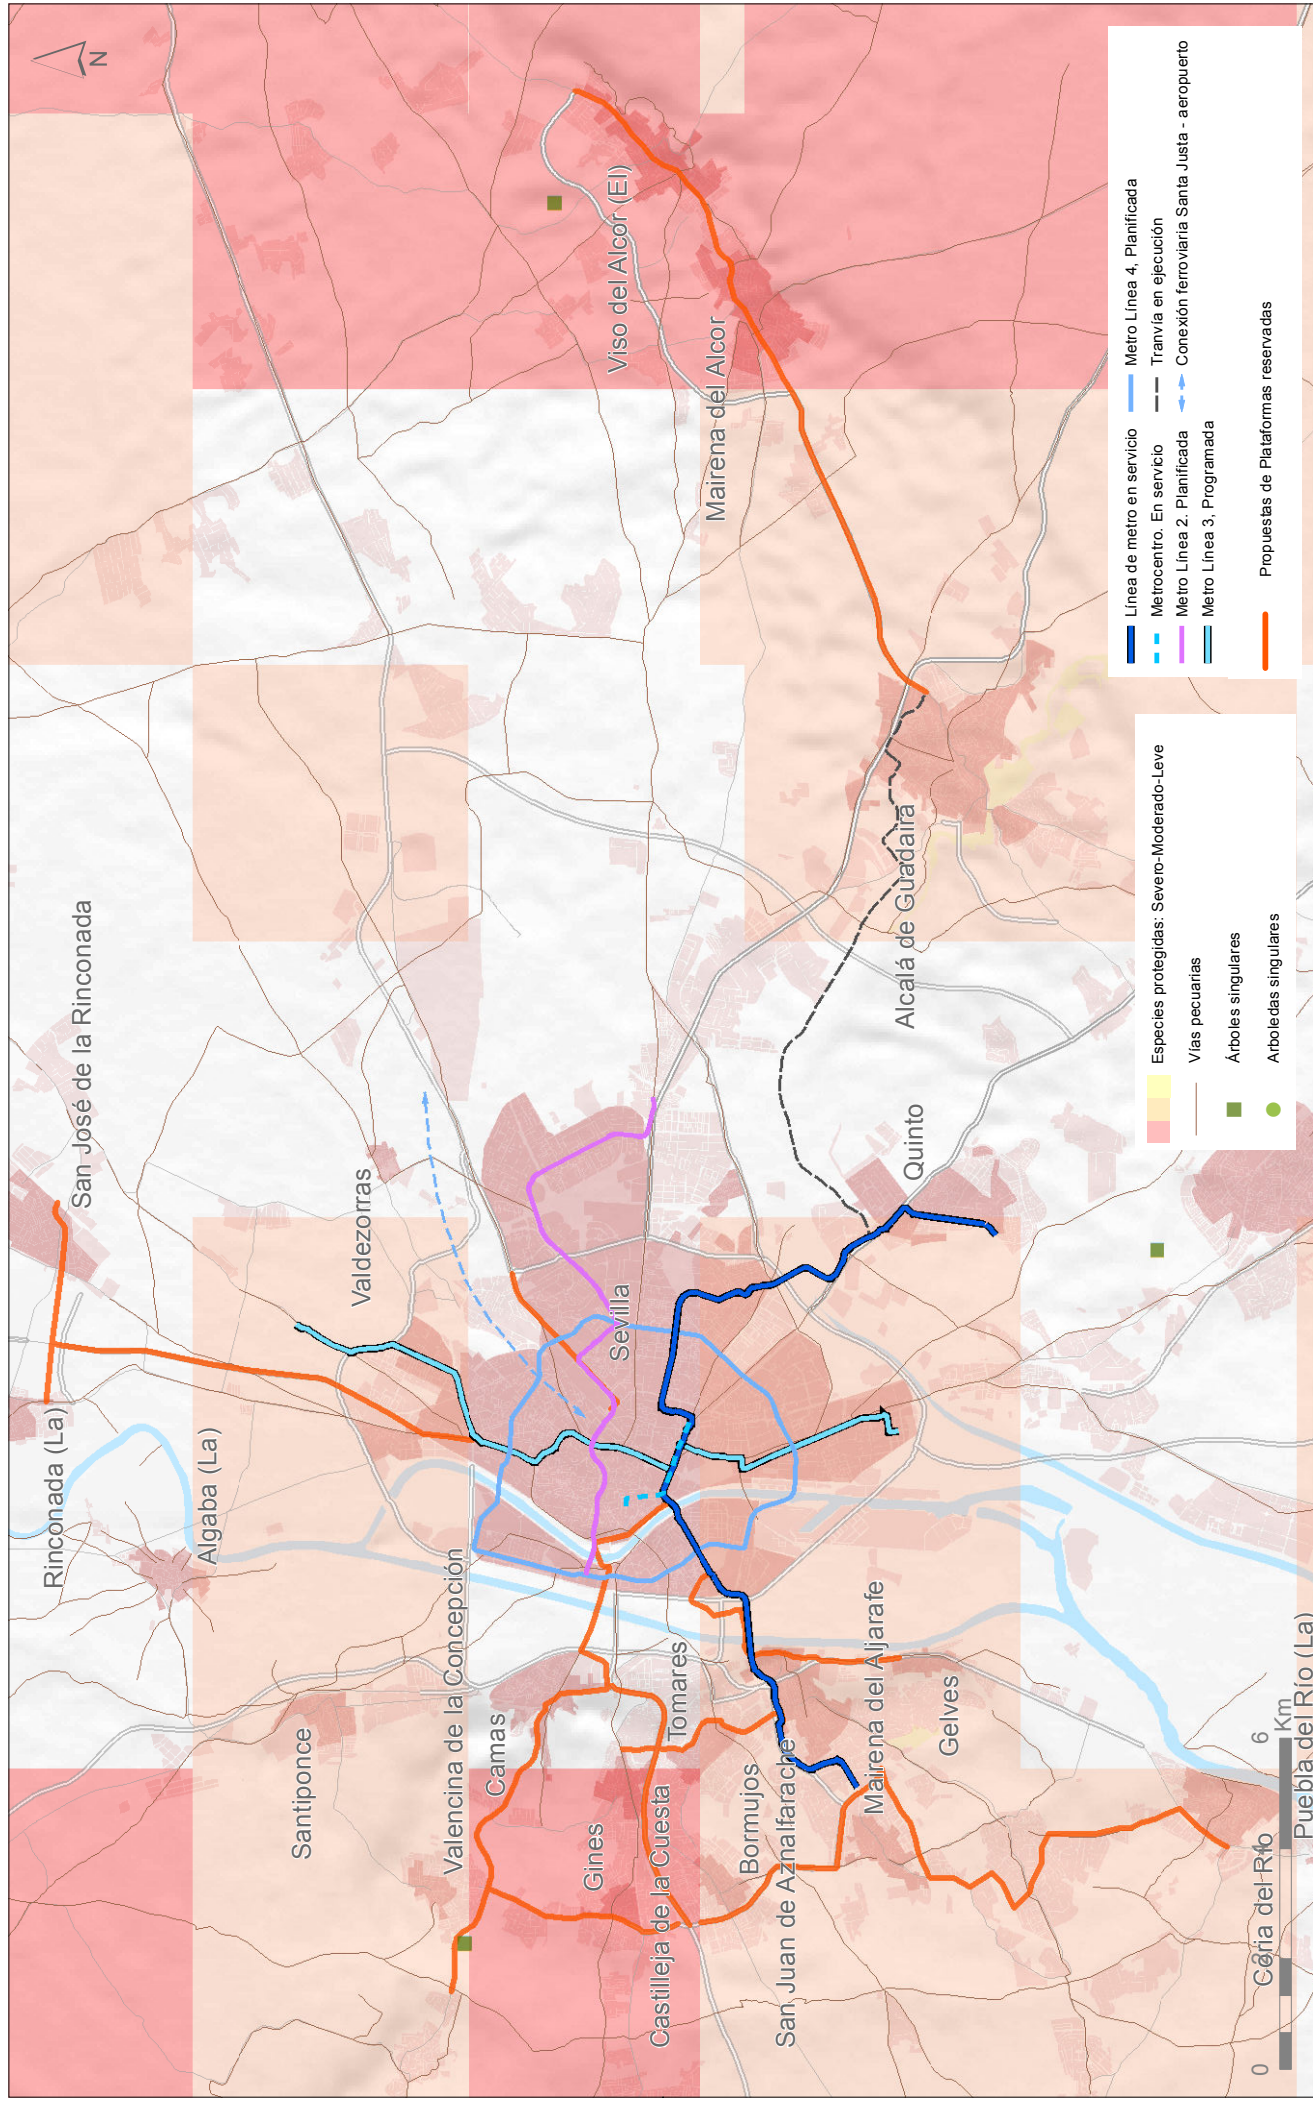 N
San José de la Rinconada
Rinconada (La)
Algaba (La)
Valdezorras
Santiponce
Valencina de la Concepción
Camas
Gines
Castilleja de la Cuesta
Tomares
Bormujos
San Juan de Aznalfarache
Mairena del Aljarafe
Gelves
Sevilla
Quinto
Alcalá de Guadaira
Mairena del Alcor
Viso del Alcor (El)
Coria del Río
Puebla del Río (La)
0
6
Km
Especies protegidas: Severo-Moderado-Leve
Vías pecuarias
Árboles singulares
Arboledas singulares
Línea de metro en servicio
Metrocentro. En servicio
Metro Línea 2. Planificada
Metro Línea 3, Programada
Metro Línea 4, Planificada
Tranvía en ejecución
Conexión ferroviaria Santa Justa - aeropuerto
Propuestas de Plataformas reservadas